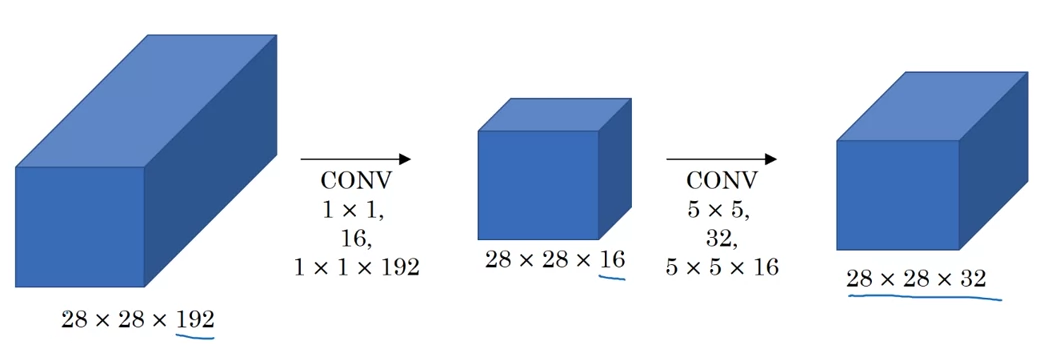 28 × 28 × 192
CONV
1 × 1,
16,
1 × 1 × 192
28 × 28 × 16
CONV
5 × 5,
32,
5 × 5 × 16
28 × 28 × 32